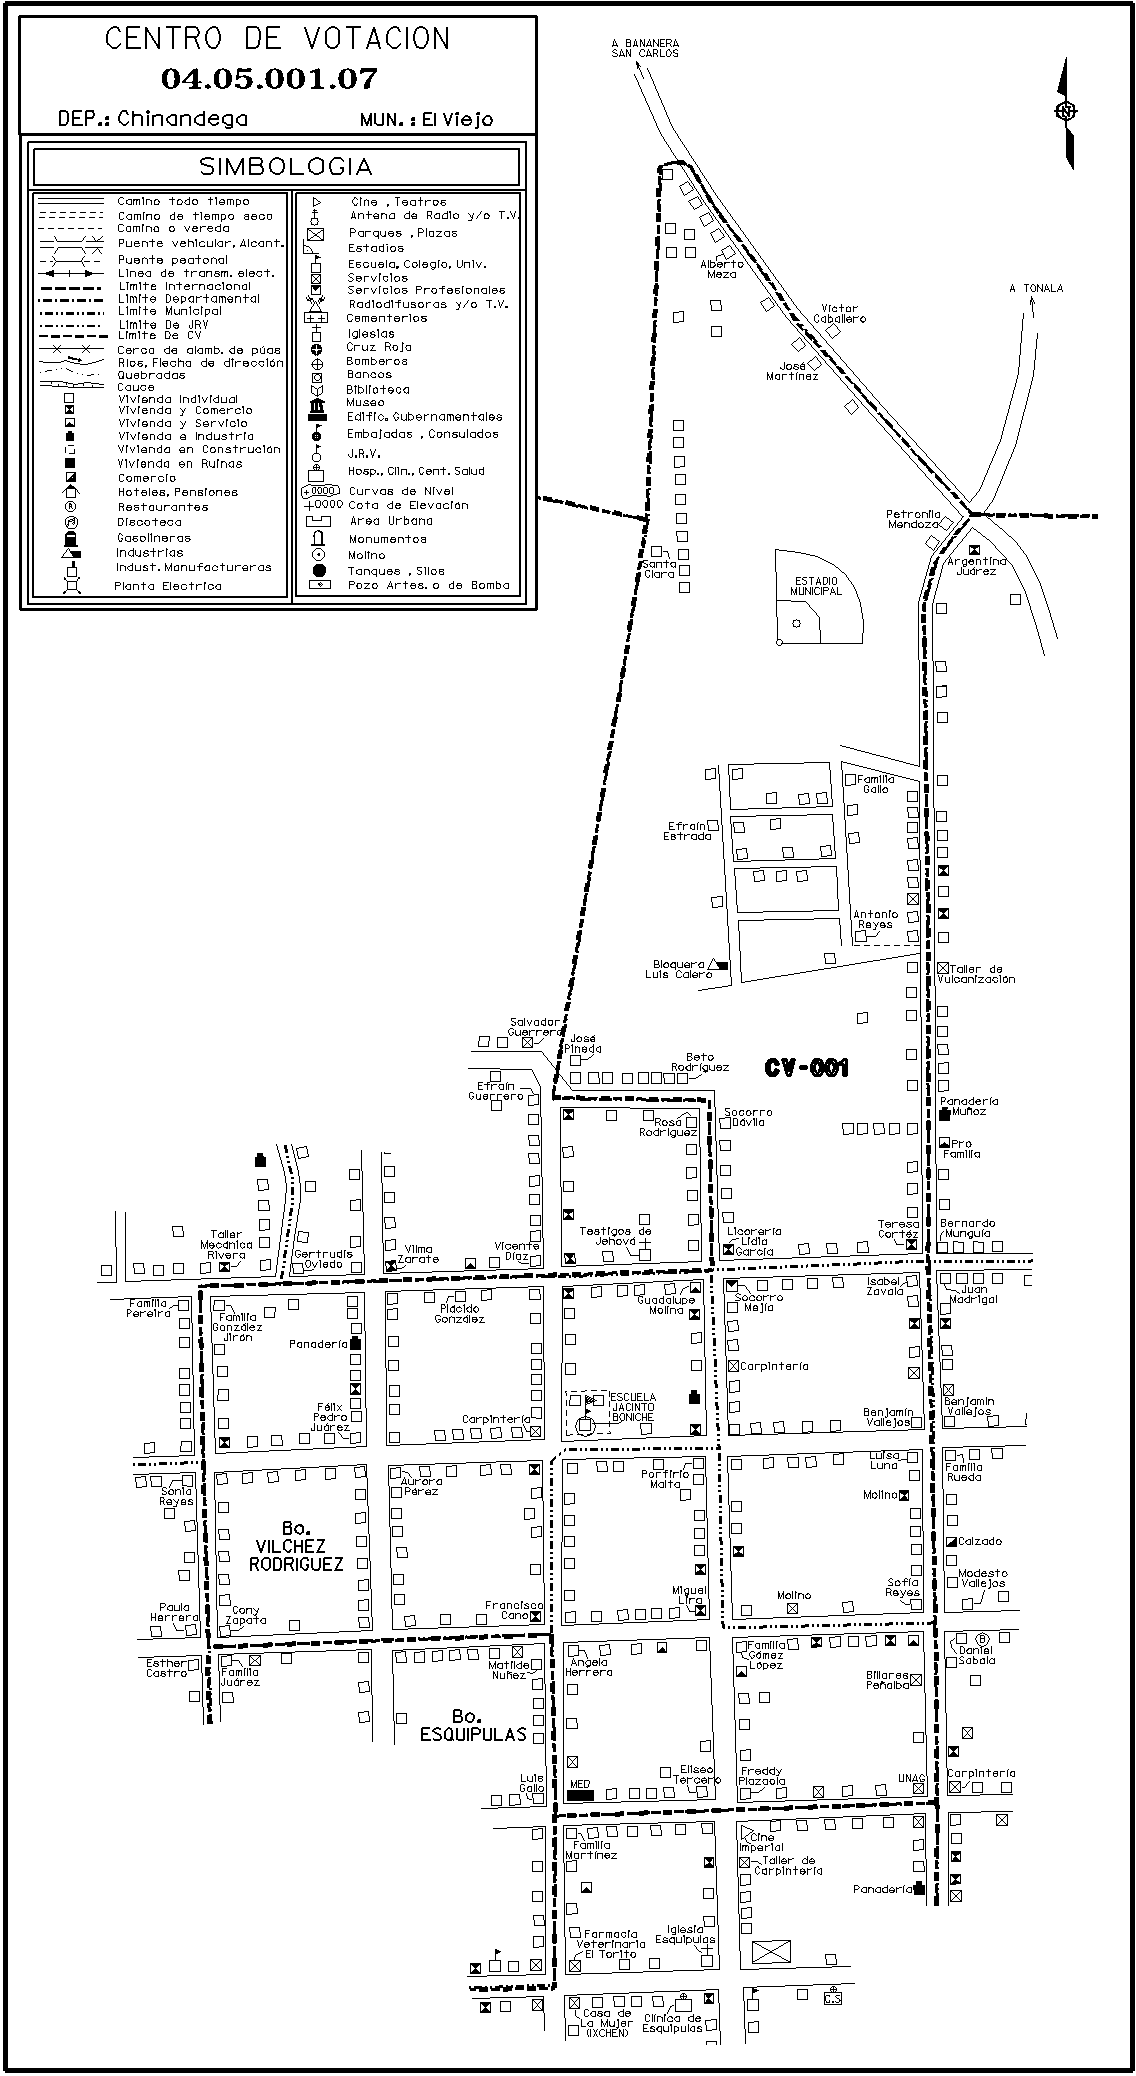 CENTRO DE VOTACION
04.05.001.07
DEP.: Chinandega
MUN.: El Viejo
SIMBOLOGIA
Camino todo tiempo
Camino de tiempo seco
Camino o vereda
Puente vehicular, Alcant.
Puente peatonal
Linea de transm. elect.
Limite Internacional
Limite Departamental
Limite Municipal
Limite De JRV
Limite De CV
Cerca de alamb. de púas
Rios, Flecha de dirección
Quebradas
Cauce
Vivienda Individual
Vivienda y Comercio
Vivienda y Servicio
Vivienda e Industria
Vivienda en Construción
Vivienda en Ruinas
Comercio
Hoteles, Pensiones
Restaurantes
Discoteca
Gasolineras
Industrias
Indust. Manufactureras
Planta Electrica
Cine , Teatros
Antena de Radio y/o T.V.
Parques , Plazas
Estadios
Escuela, Colegio, Univ.
Servicios
Servicios Profesionales
Radiodifusoras y/o T.V.
Cementerios
Iglesias
Cruz Roja
Bomberos
Bancos
Biblioteca
Museo
Edific. Gubernamentales
Embajadas , Consulados
J.R.V.
Hosp., Clin., Cent. Salud
Curvas de Nivel
Cota de Elevación
Area Urbana
Monumentos
Molino
Tanques , Silos
Pozo Artes. o de Bomba
A BANANERA
SAN CARLOS
N
Alberto
Meza
A TONALA
Víctor
Caballero
José
Martínez
Petronila
Mendoza
Argentina
Juárez
Santa
Clara
ESTADIO
MUNICIPAL
Familia
Gallo
Efraín
Estrada
Antonio
Reyes
Bloquera
Luis Calero
Taller de
Vulcanización
Salvador
Guerrero
José
Pineda
Beto
Rodríguez
CV-001
Efraín
Guerrero
Rosa
Rodríguez
Socorro
Dávila
Panadería
Muñoz
Pro
Familia
Taller
Mecánica
Rivera
Gertrudis
Oviedo
Vilma
Zarate
Vicente
Díaz
Testigos de
Jehová
Licorería
Lidia
García
Teresa
Cortéz
Bernardo
Munguía
Familia
Pereira
Familia
González
Jirón
Panadería
Plácido
González
Guadalupe
Molina
Socorro
Mejía
Isabel
Zavala
Juan
Madrigal
Carpintería
Félix
Pedro
Juárez
Carpintería
ESCUELA
JACINTO
BONICHE
Benjamín
Vallejos
Benjamín
Vallejos
Sonia
Reyes
Aurora
Pérez
Porfirio
Malta
Luisa
Luna
Familia
Rueda
Molino
Bo.
VILCHEZ
RODRIGUEZ
Calzado
Modesto
Vallejos
Paula
Herrera
Cony
Zapata
Francisco
Cano
Miguel
Lira
Molino
Sofía
Reyes
Esther
Castro
Familia
Juárez
Matilde
Nuñez
Angela
Herrera
Familia
Gómez
López
Billares
Peñalba
B
Daniel
Sabala
Bo.
ESQUIPULAS
Luis
Gallo
MED
Eliseo
Tercero
Freddy
Plazaola
UNAG
Carpintería
Familia
Martínez
Cine
Imperial
Taller de
Carpintería
Panadería
Farmacia
Veterinaria
El Torito
Iglesia
Esquipulas
Casa de
La Mujer
(IXCHEN)
Clínica de
Esquipulas
C.S